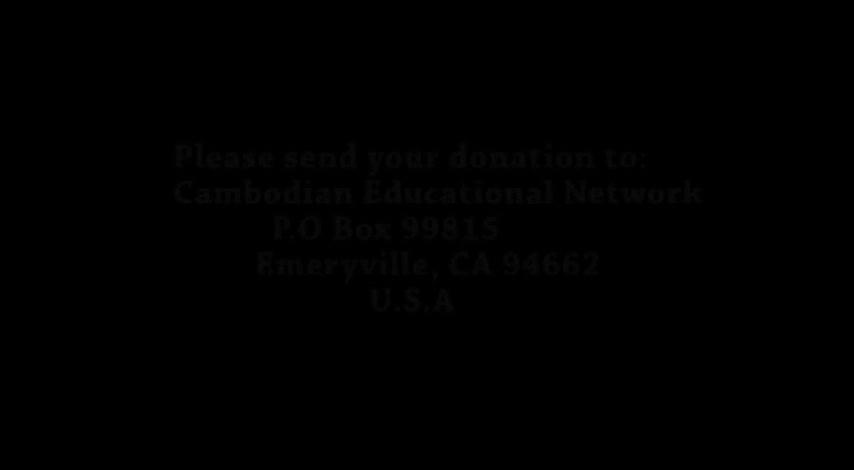 Please send your donation to:
Cambodian Educational Network
P.O Box 99815
Emeryville, CA 94662
U.S.A